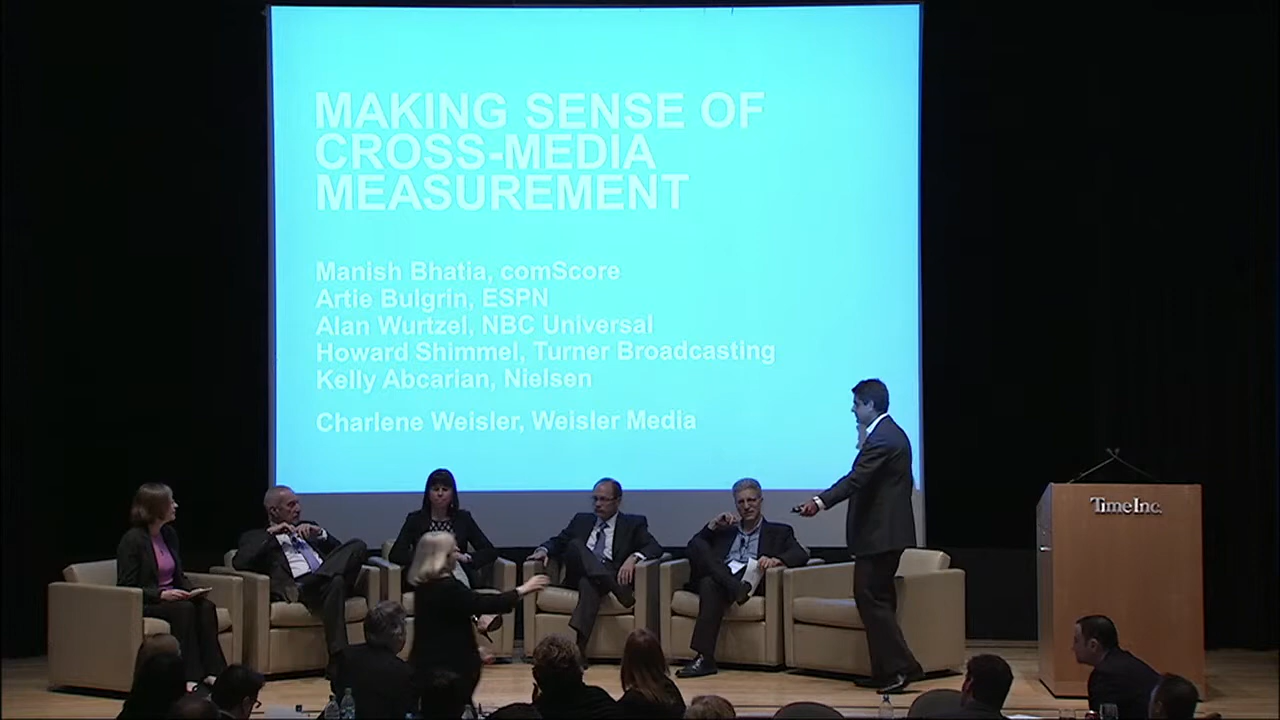 MAKING SENSE OF
CROSS-MEDIA
MEASUREMENT
Manish Bhatia, comScore
Artie Bulgrin, ESPN
Alan Wurtzel, NBC Universal
Howard Shimmel, Turner Broadcasting
Kelly Abcarian, Nielsen
Charlene Weisler, Weisler Media
TimeInc.